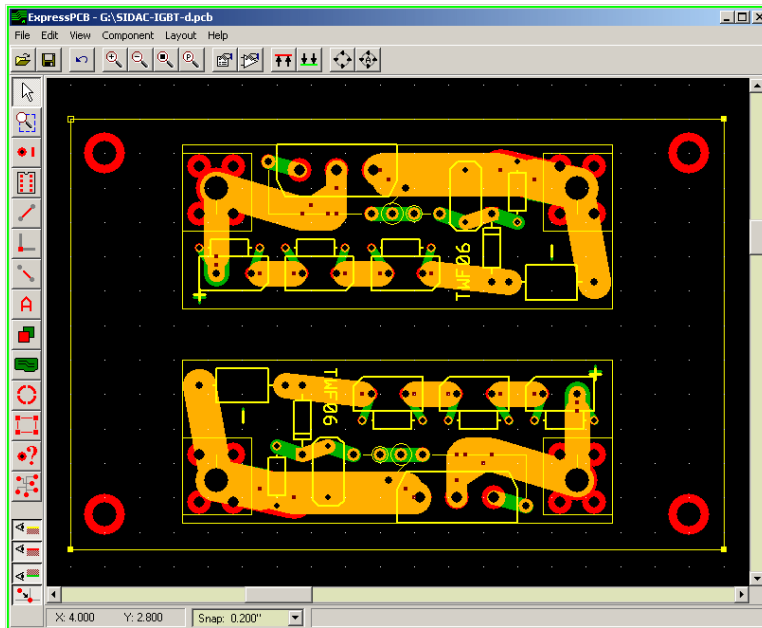 ExpressPCB - G:\SIDAC-IGBT-d.pcb
File Edit View Component Layout Help
+
TWF06
TWF06
+
X: 4.000 Y: 2.800 Snap: 0.200"